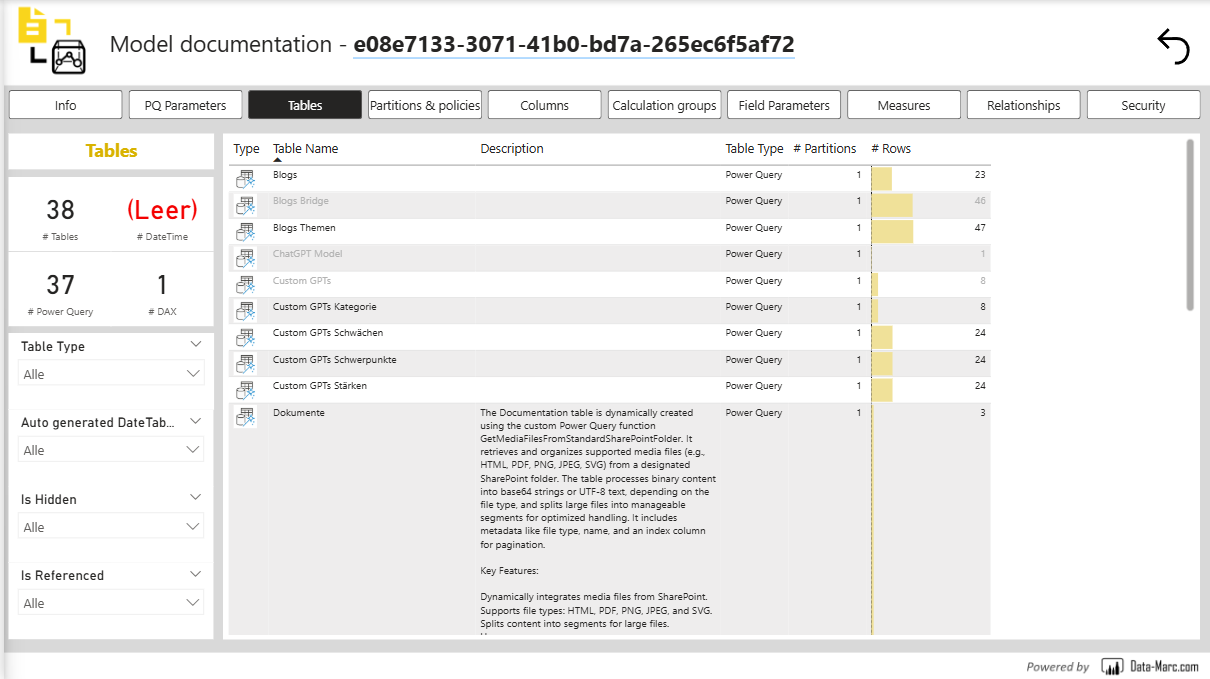 Model documentation - e08e7133-3071-41b0-bd7a-265ec6f5af72
Info PQ Parameters Tables Partitions & policies Columns Calculation groups Field Parameters Measures Relationships Security
Tables
38 (Leer)
# Tables # DateTime
37 1
# Power Query # DAX
Table Type
Alle
Auto generated DateTab...
Alle
Is Hidden
Alle
Is Referenced
Alle
Type Table Name Description Table Type # Partitions # Rows
Blogs Power Query 1 23
Blogs Bridge Power Query 1 46
Blogs Themen Power Query 1 47
ChatGPT Model Power Query 1 1
Custom GPTs Power Query 1 8
Custom GPTs Kategorie Power Query 1 8
Custom GPTs Schwächen Power Query 1 24
Custom GPTs Schwerpunkte Power Query 1 24
Custom GPTs Stärken Power Query 1 24
Dokumente The Documentation table is dynamically created Power Query 1 3
using the custom Power Query function
GetMediaFilesFromStandardSharePointFolder. It
retrieves and organizes supported media files (e.g.,
HTML, PDF, PNG, JPEG, SVG) from a designated
SharePoint folder. The table processes binary content
into base64 strings or UTF-8 text, depending on the
file type, and splits large files into manageable
segments for optimized handling. It includes
metadata like file type, name, and an index column
for pagination.
Key Features:
Dynamically integrates media files from SharePoint.
Supports file types: HTML, PDF, PNG, JPEG, and SVG.
Splits content into segments for large files.
Powered by Data-Marc.com